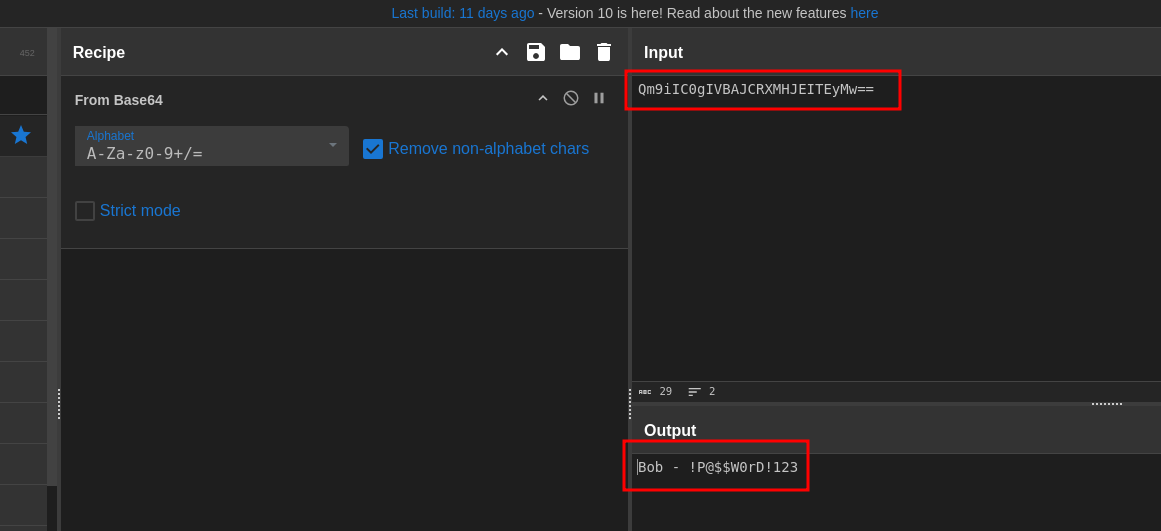 Last build: 11 days ago - Version 10 is here! Read about the new features here
452
Recipe
From Base64
Alphabet
A-Za-z0-9+/=
Remove non-alphabet chars
Strict mode
Input
Qm9iIC0gIVBAJCRXMHJEITEyMw==
ABC 29 2
Output
Bob - !P@$$W0rD!123